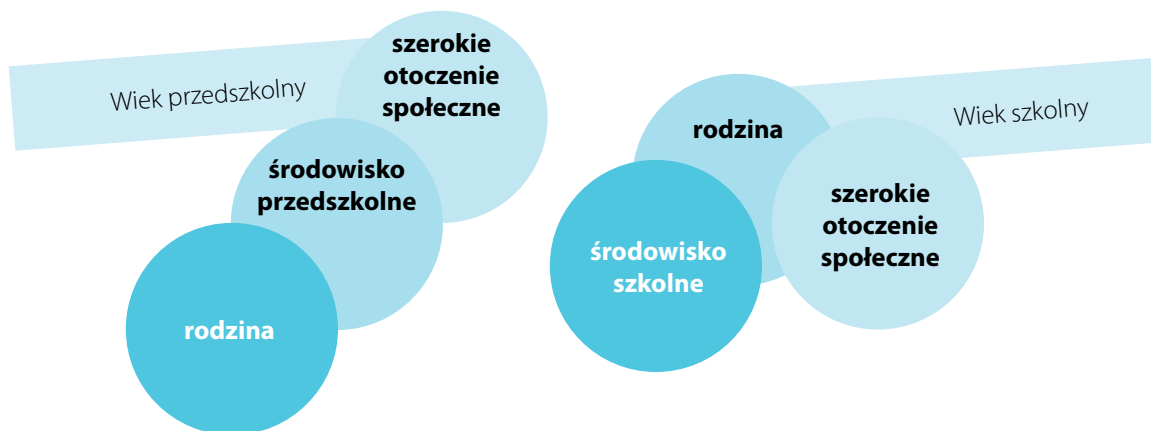 Wiek przedszkolny
szerokie
otoczenie
społeczne
środowisko
przedszkolne
rodzina
Wiek szkolny
rodzina
szerokie
otoczenie
społeczne
środowisko
szkolne